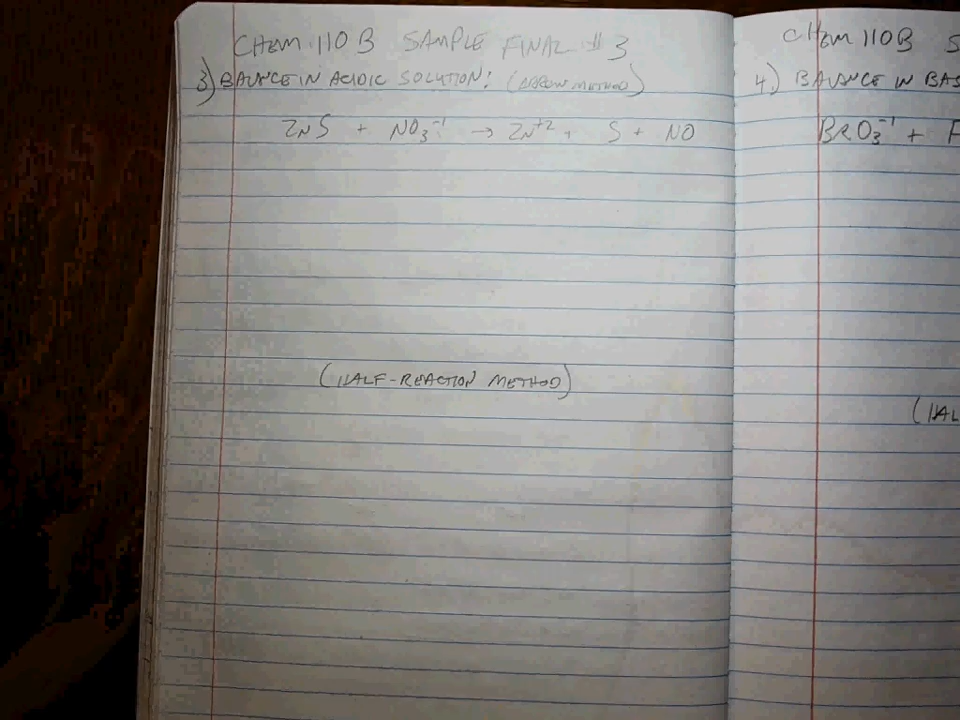 CHEM 110B SAMPLE FINAL #3
3) BALANCE IN ACIDIC SOLUTION: (ARROW METHOD)
ZnS + NO₃⁻¹ → Zn⁺² + S + NO
(HALF-REACTION METHOD)
CHEM 110B S
4) BALANCE IN BAS
BrO₃⁻¹ + F
(HAL